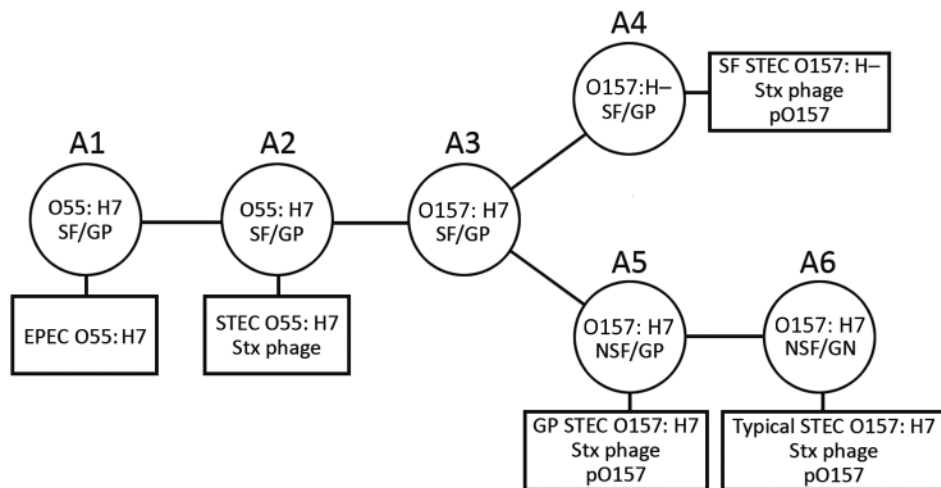 A1
O55: H7
SF/GP
EPEC O55: H7
A2
O55: H7
SF/GP
STEC O55: H7
Stx phage
A3
O157: H7
SF/GP
A4
O157:H–
SF/GP
SF STEC O157: H–
Stx phage
pO157
A5
O157: H7
NSF/GP
GP STEC O157: H7
Stx phage
pO157
A6
O157: H7
NSF/GN
Typical STEC O157: H7
Stx phage
pO157